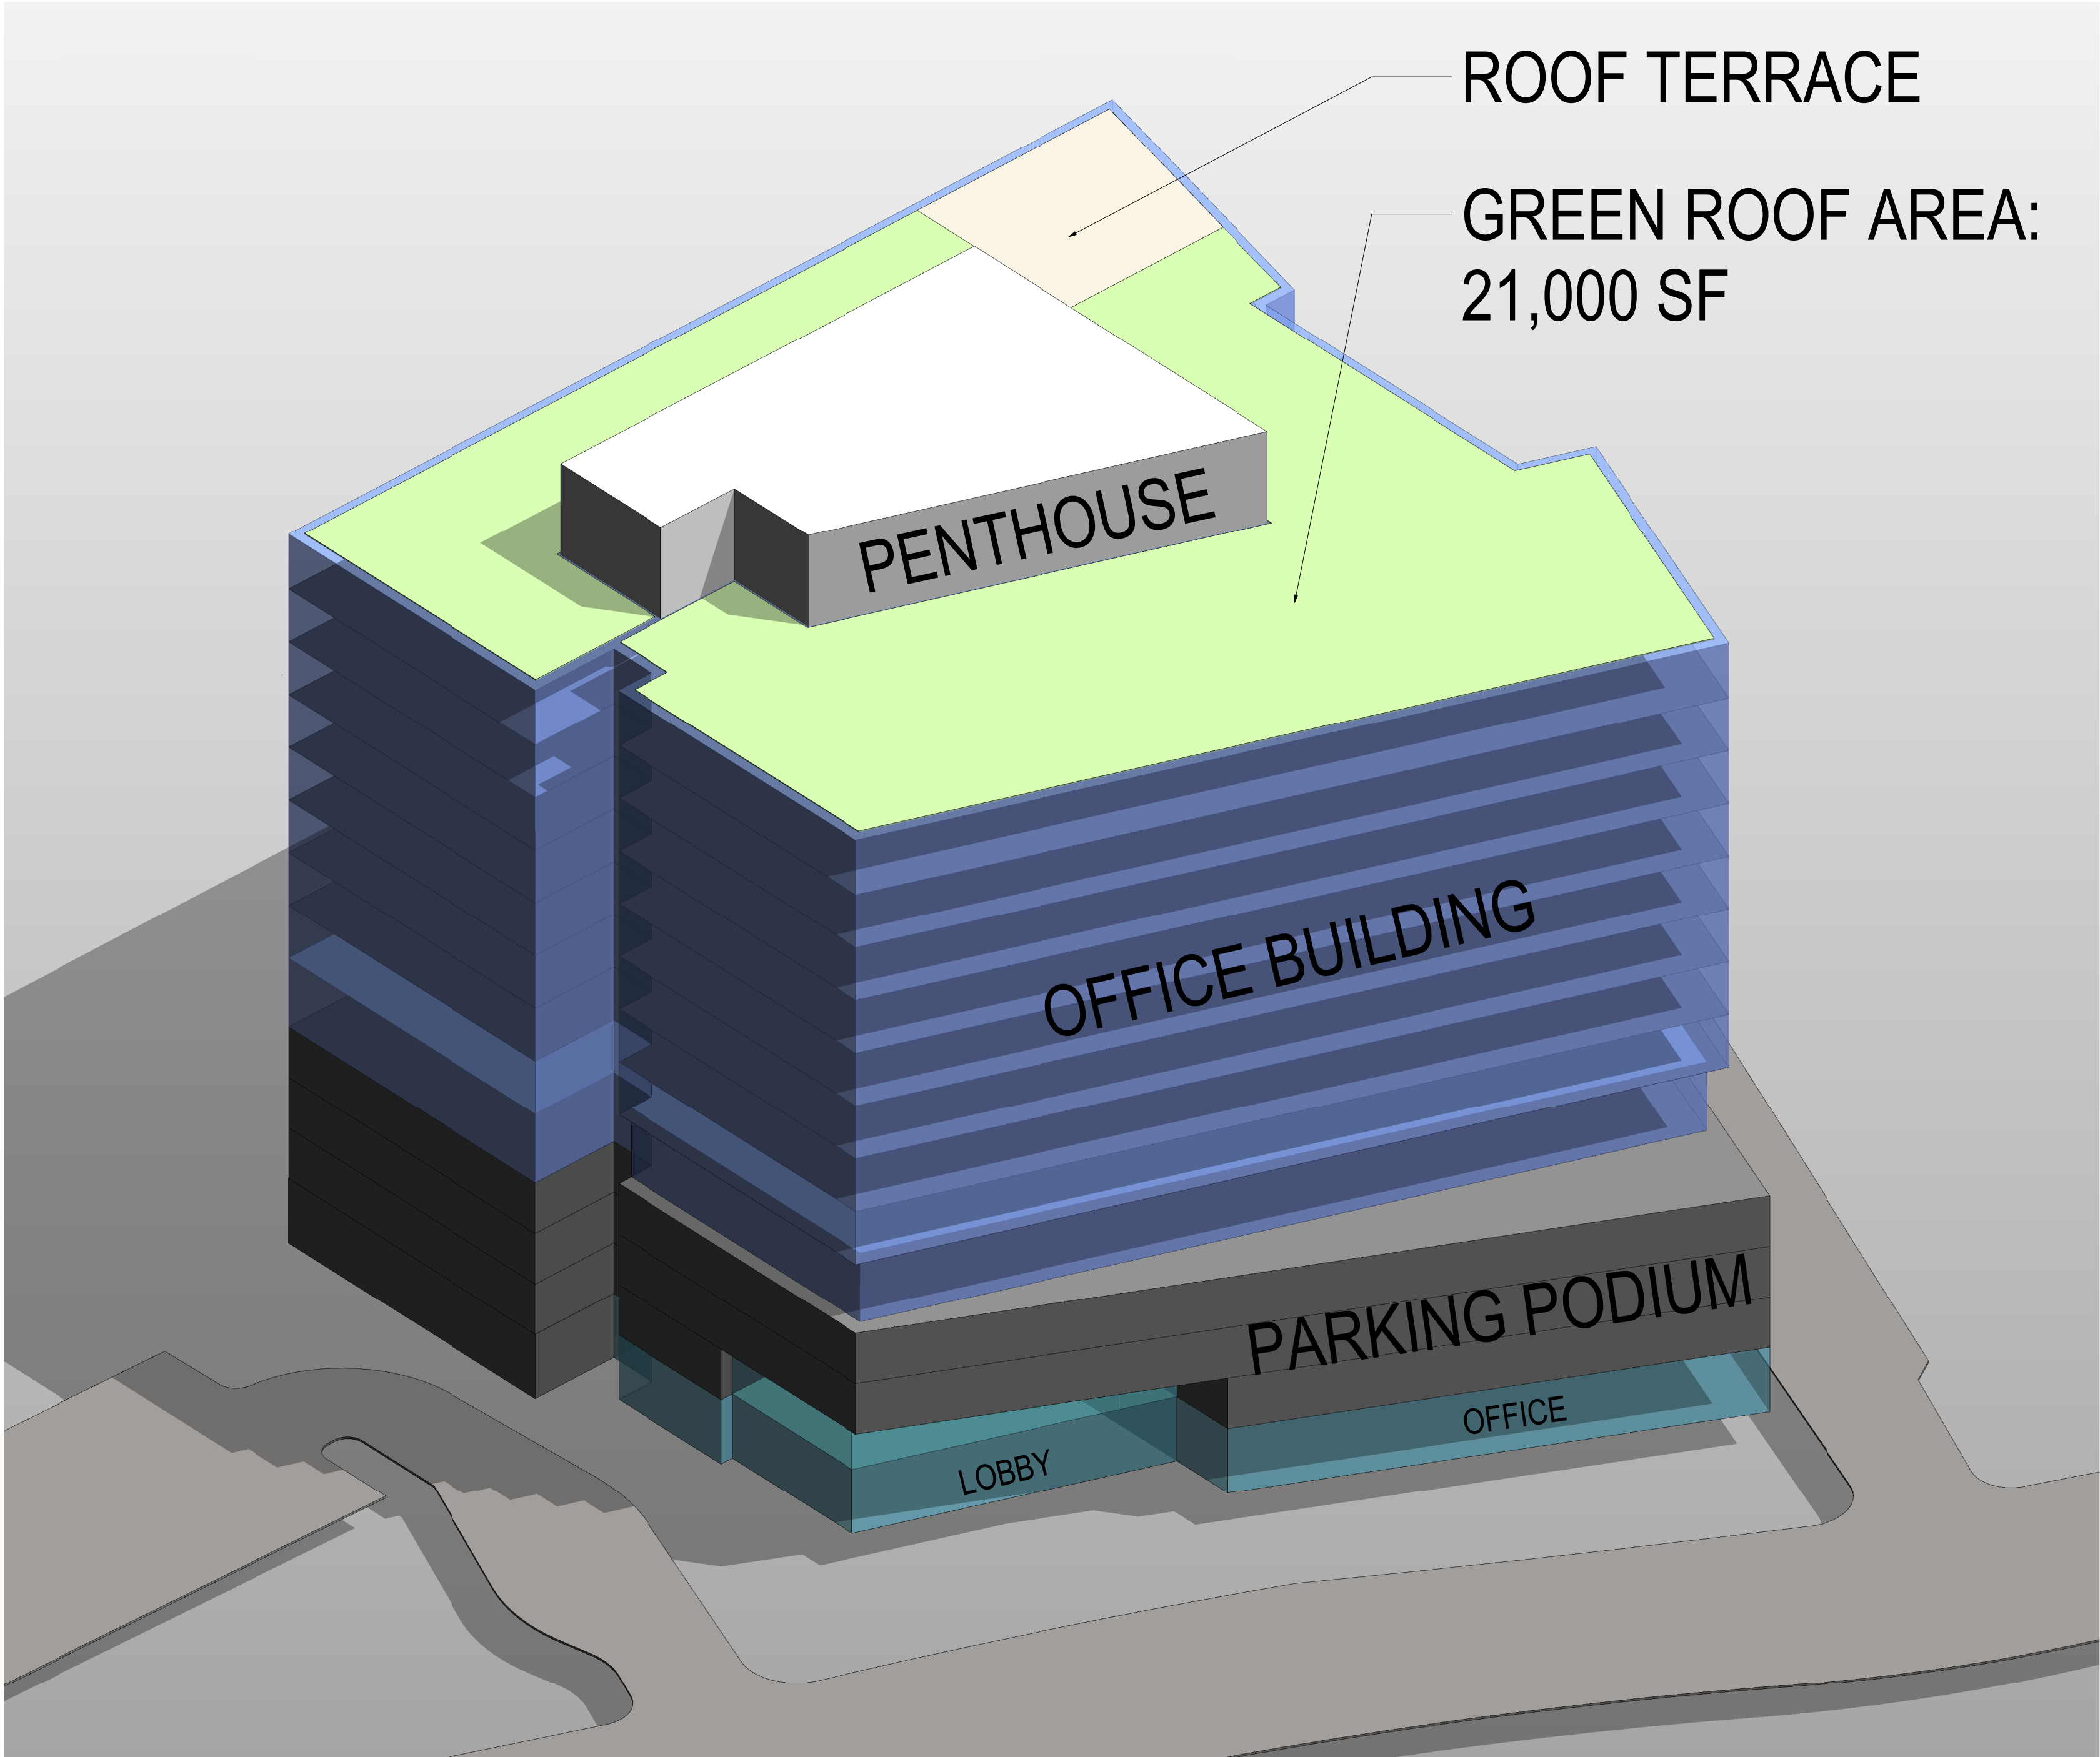 ROOF TERRACE
GREEN ROOF AREA:
21,000 SF
PENTHOUSE
OFFICE BUILDING
PARKING PODIUM
OFFICE
LOBBY